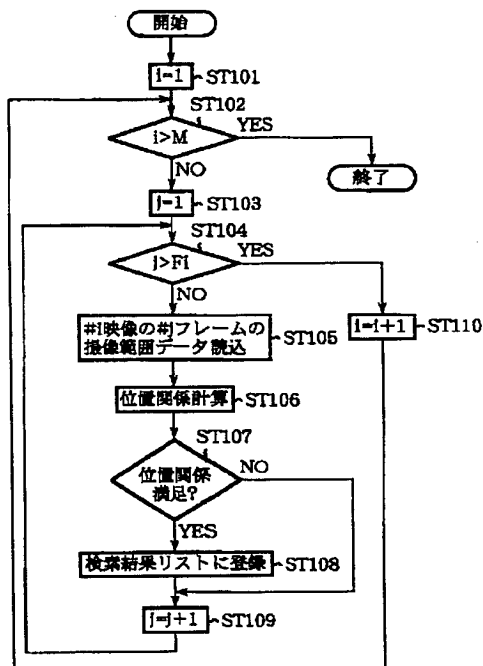 開始
i=1
ST101
ST102
i>M
YES
NO
終了
j=1
ST103
ST104
j>Fi
YES
NO
i=i+1
ST110
#i映像の#jフレームの
撮像範囲データ読込
ST105
位置関係計算
ST106
ST107
位置関係
満足?
NO
YES
検索結果リストに登録
ST108
j=j+1
ST109